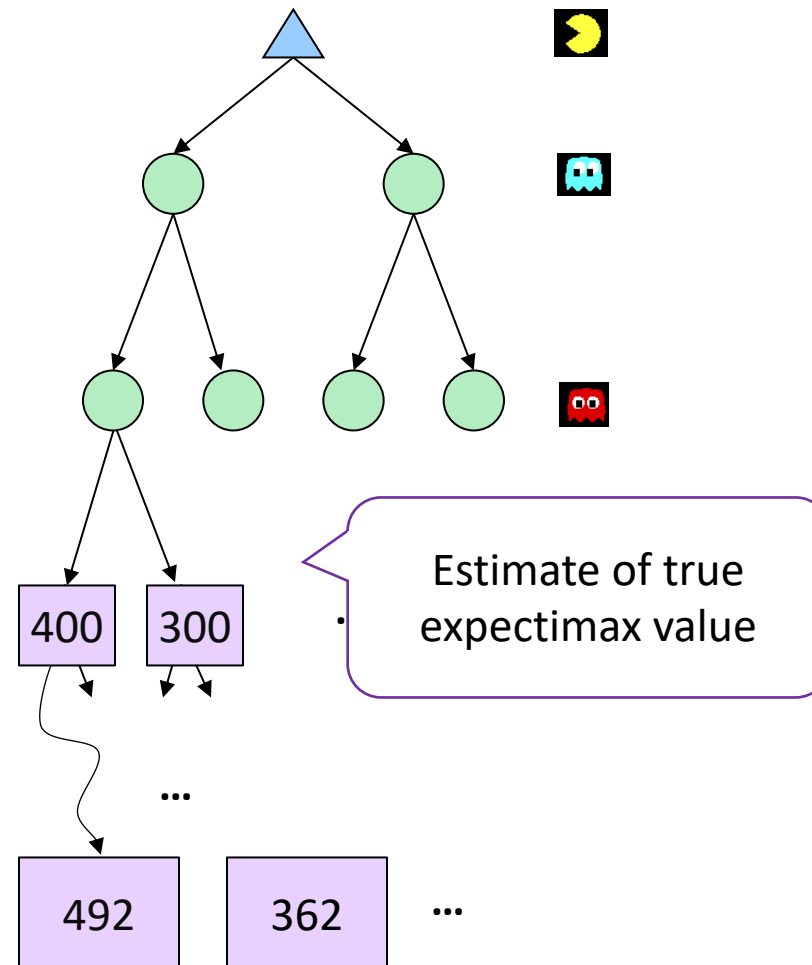 Estimate of true
expectimax value
400 300 .
...
492 362 ...